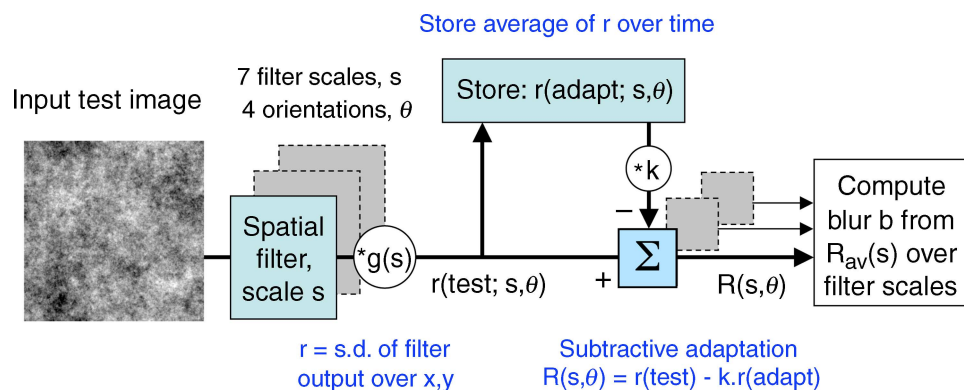 Store average of r over time
7 filter scales, s
4 orientations, θ
Input test image
Store: r(adapt; s,θ)
*k
Spatial
filter,
scale s
*g(s)
r(test; s,θ)
−
+
Σ
R(s,θ)
Compute
blur b from
Rav(s) over
filter scales
r = s.d. of filter
output over x,y
Subtractive adaptation
R(s,θ) = r(test) - k.r(adapt)